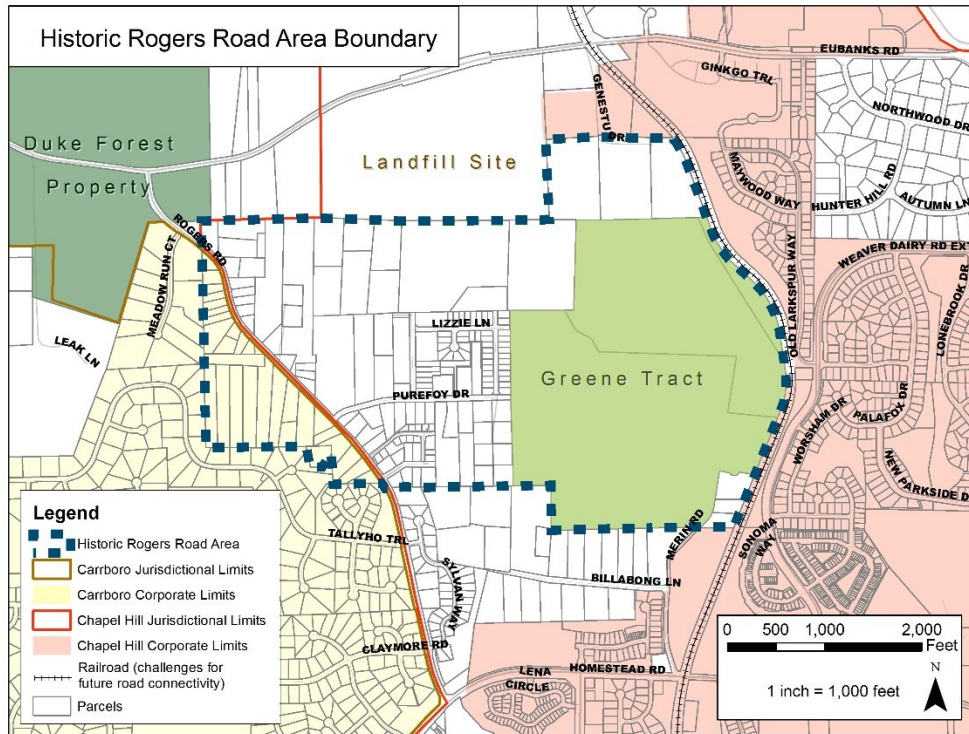 Historic Rogers Road Area Boundary
EUBANKS RD
GINKGO TRL
GENESTU DR
NORTHWOOD DR
Duke Forest
Property
Landfill Site
MAYWOOD WAY
HUNTER HILL RD
AUTUMN LN
ROGERS RD
MEADOW RUN CT
OLD LARKSPUR WAY
WEAVER DAIRY RD EXT
LONEBROOK DR
LEAK LN
LIZZIE LN
Greene Tract
PUREFOY DR
WORSHAM DR
PALAFOX DR
NEW PARKSIDE D
MERIN RD
SONOMA WAY
TALLYHO TRL
SYLVAN WAY
BILLABONG LN
CLAYMORE RD
LENA
CIRCLE
HOMESTEAD RD
Legend
Historic Rogers Road Area
Carrboro Jurisdictional Limits
Carrboro Corporate Limits
Chapel Hill Jurisdictional Limits
Chapel Hill Corporate Limits
Railroad (challenges for
future road connectivity)
Parcels
0 500 1,000 2,000
Feet
N
1 inch = 1,000 feet